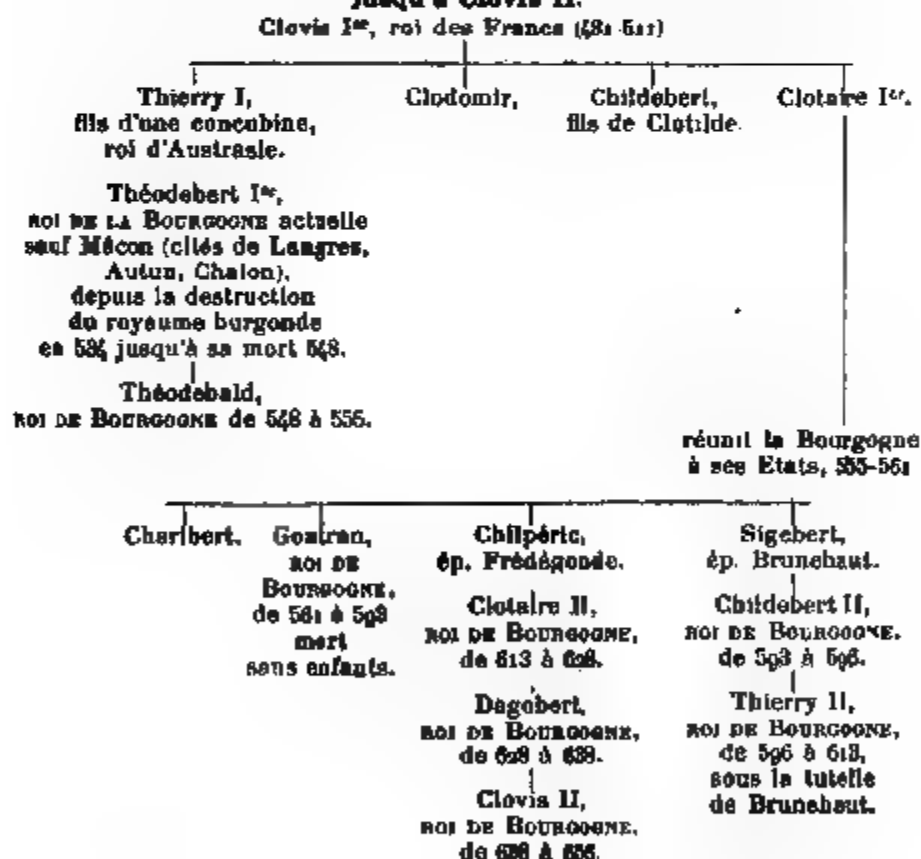 jusqu'à Clovis II.
Clovis Iᵉʳ, roi des Francs (481-511)
Thierry I,
fils d'une concubine,
roi d'Austrasie.
Clodomir,
Childebert,
fils de Clotilde.
Clotaire Iᵉʳ.
Théodebert Iᵉʳ,
ROI DE LA BOURGOGNE actuelle
sauf Mâcon (cités de Langres,
Autun, Chalon),
depuis la destruction
du royaume burgonde
en 534 jusqu'à sa mort 548.
Théodebald,
ROI DE BOURGOGNE de 548 à 555.
réunit la Bourgogne
à ses Etats, 555-561
Charibert.
Gontran,
ROI DE
BOURGOGNE,
de 561 à 593
mort
sans enfants.
Chilpéric,
ép. Frédégonde.
Clotaire II,
ROI DE BOURGOGNE,
de 613 à 628.
Dagobert,
ROI DE BOURGOGNE,
de 628 à 638.
Clovis II,
ROI DE BOURGOGNE,
de 638 à
Sigebert,
ép. Brunehaut.
Childebert II,
ROI DE BOURGOGNE,
de 593 à 596.
Thierry II,
ROI DE BOURGOGNE,
de 596 à 613,
sous la tutelle
de Brunehaut.